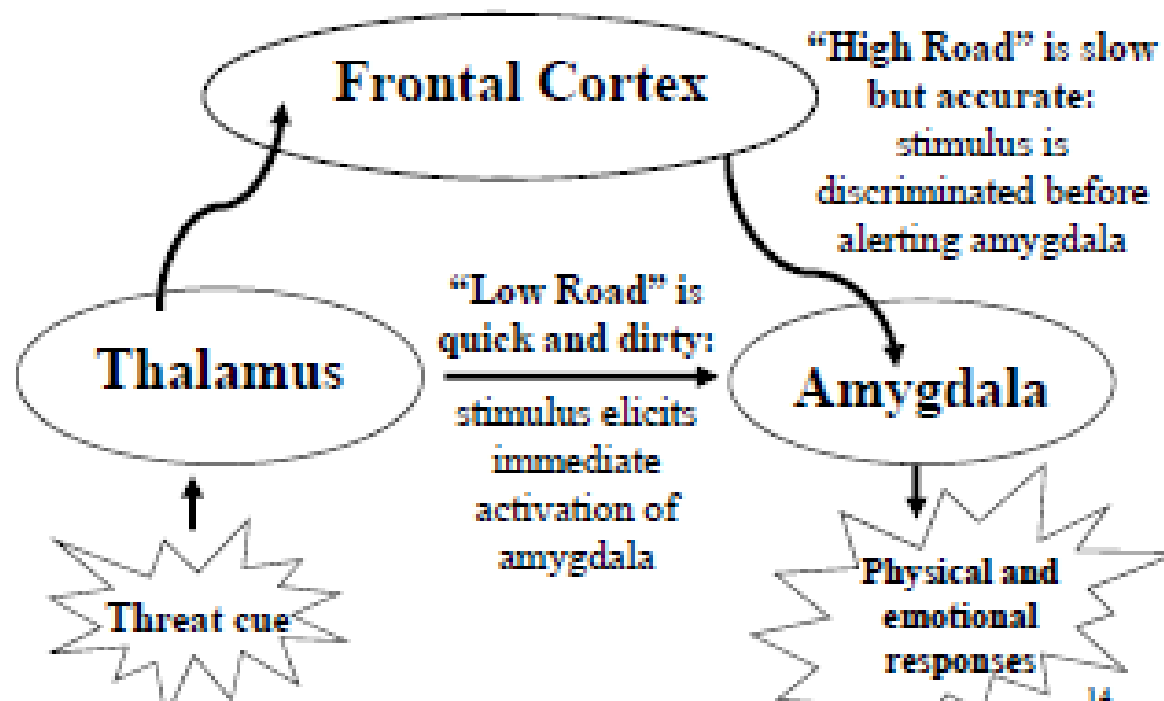 Frontal Cortex
“High Road” is slow
but accurate:
stimulus is
discriminated before
alerting amygdala
“Low Road” is
quick and dirty:
stimulus elicits
immediate
activation of
amygdala
Thalamus
Amygdala
Threat cue
Physical and
emotional
responses